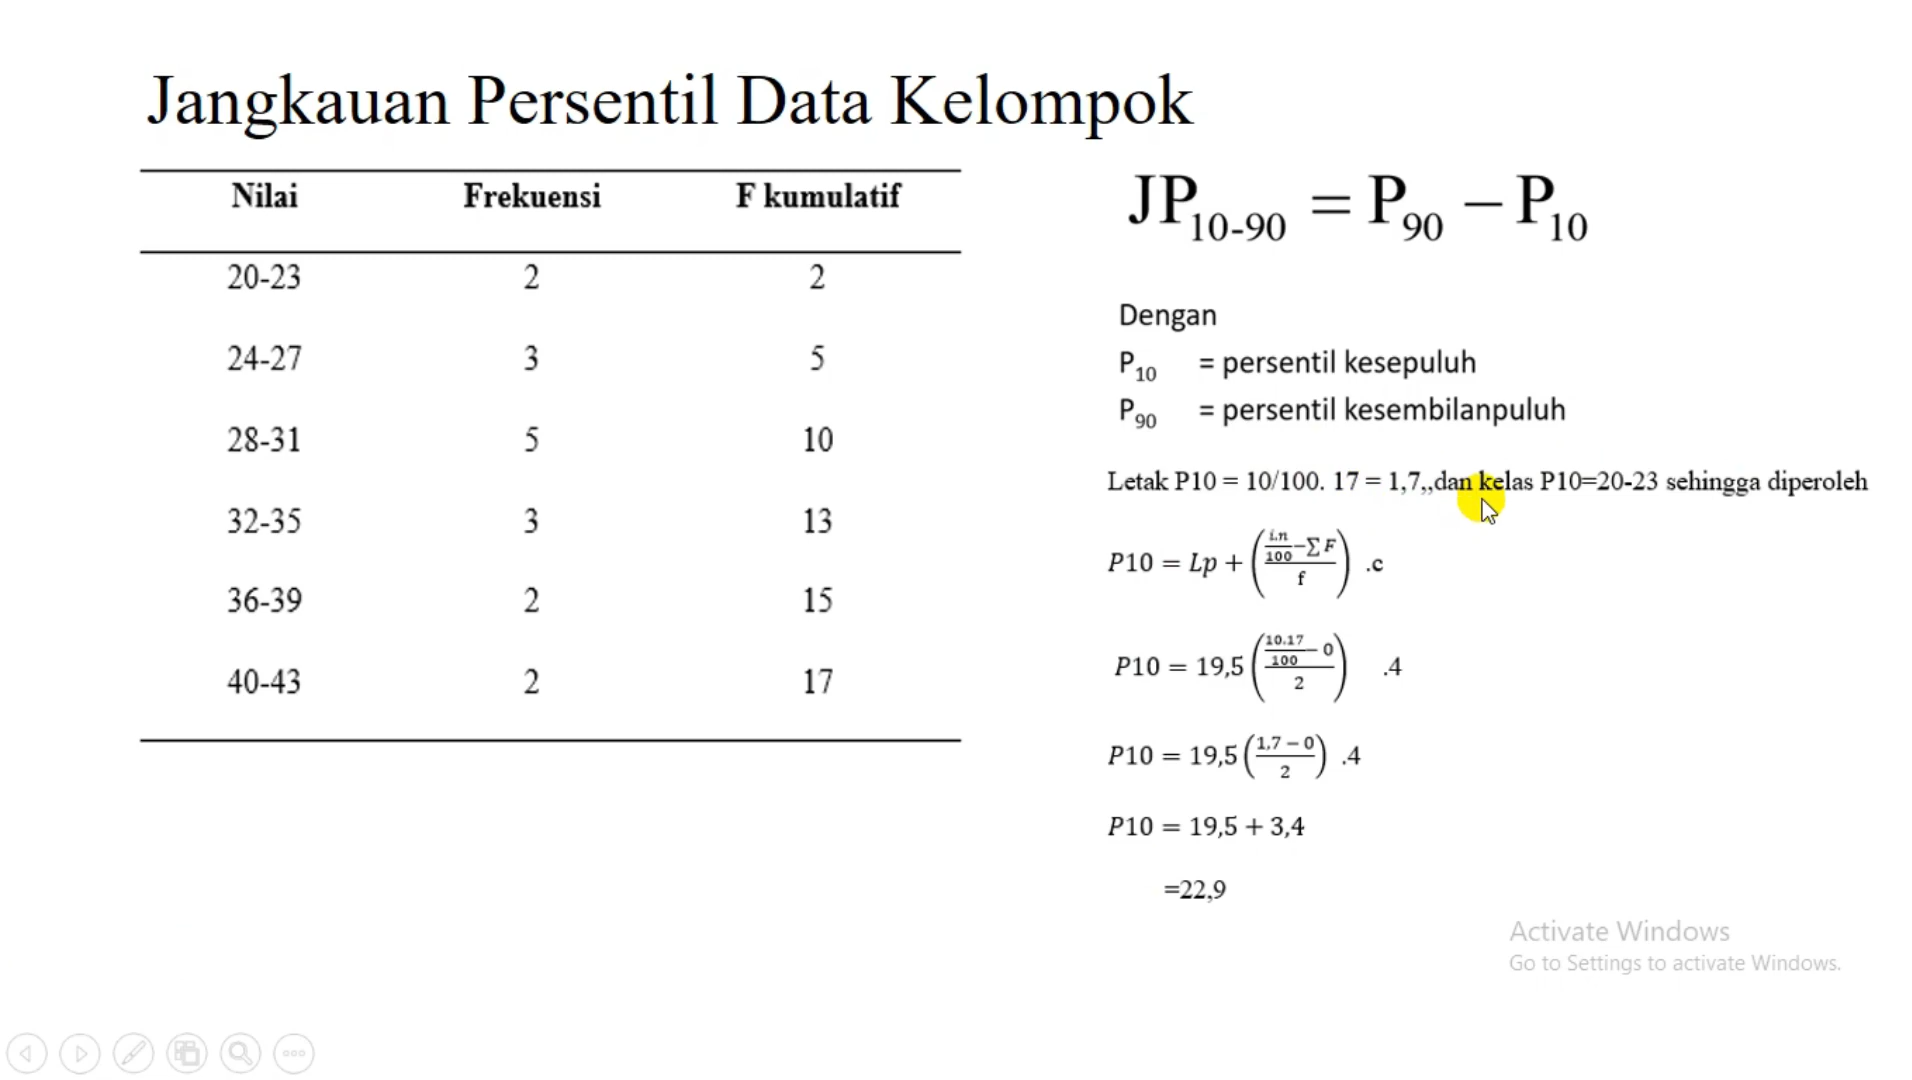 Jangkauan Persentil Data Kelompok
Nilai Frekuensi F kumulatif
20-23 2 2
24-27 3 5
28-31 5 10
32-35 3 13
36-39 2 15
40-43 2 17
JP10-90 = P90 − P10
Dengan
P10 = persentil kesepuluh
P90 = persentil kesembilanpuluh
Letak P10 = 10/100. 17 = 1,7,,dan kelas P10=20-23 sehingga diperoleh
P10 = Lp + ((i.n/100 − ∑F)/f) .c
P10 = 19,5 ((10.17/100 − 0)/2) .4
P10 = 19,5 ((1,7 − 0)/2) .4
P10 = 19,5 + 3,4
=22,9
Activate Windows
Go to Settings to activate Windows.